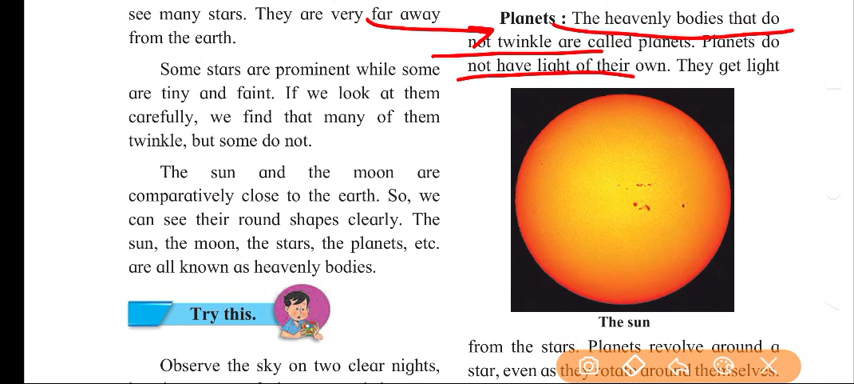 see many stars. They are very far away
from the earth.
Some stars are prominent while some
are tiny and faint. If we look at them
carefully, we find that many of them
twinkle, but some do not.
The sun and the moon are
comparatively close to the earth. So, we
can see their round shapes clearly. The
sun, the moon, the stars, the planets, etc.
are all known as heavenly bodies.
Try this.
Observe the sky on two clear nights,
Planets : The heavenly bodies that do
not twinkle are called planets. Planets do
not have light of their own. They get light
The sun
from the stars. Planets revolve around a
star, even as they rotate around themselves.